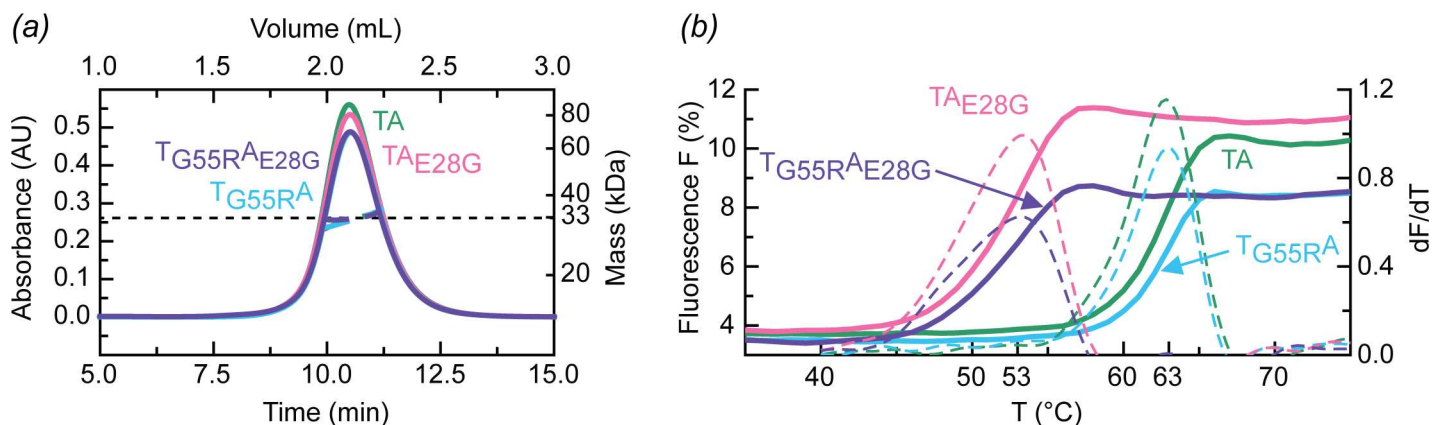 (a)
Volume (mL)
1.0 1.5 2.0 2.5 3.0
Absorbance (AU)
0.5
0.4
0.3
0.2
0.1
0.0
TA
TAE28G
TG55RAE28G
TG55RA
80
60
40
33
20
Mass (kDa)
5.0 7.5 10.0 12.5 15.0
Time (min)
(b)
Fluorescence F (%)
12
10
8
6
4
TAE28G
TG55RAE28G
TA
TG55RA
1.2
0.8
0.4
0.0
dF/dT
40 50 53 60 63 70
T (°C)